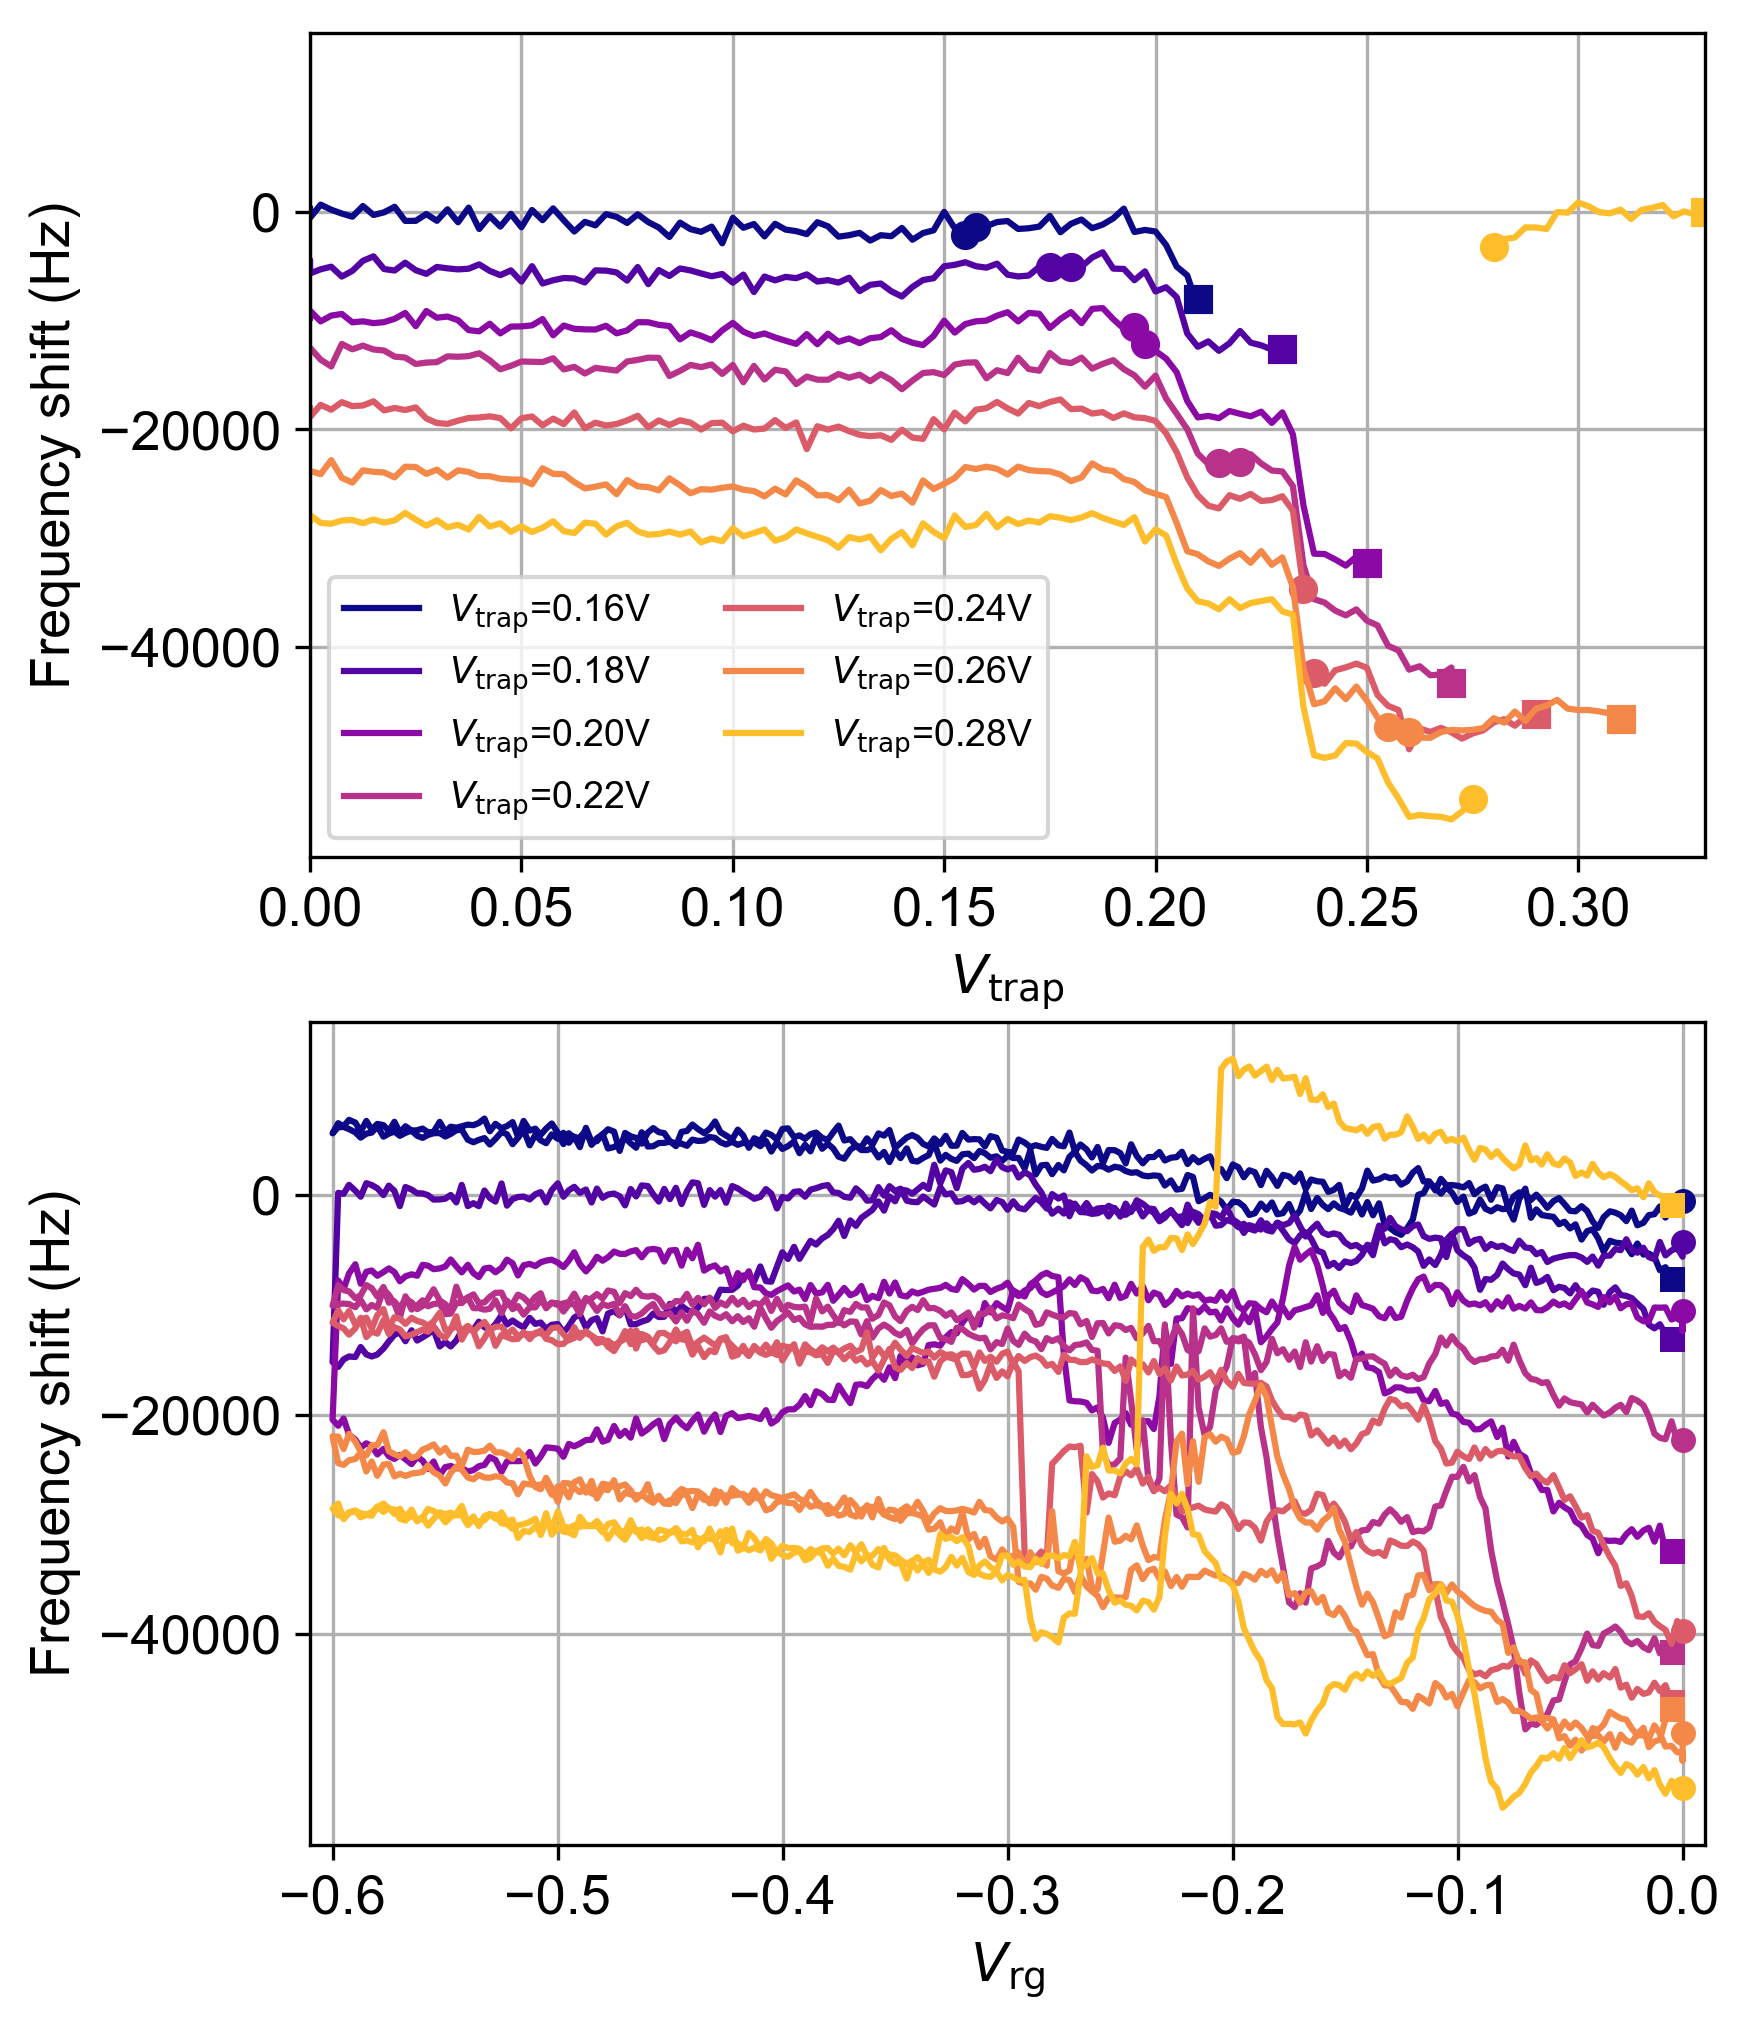 Frequency shift (Hz)
0
−20000
−40000
V_trap=0.16V
V_trap=0.18V
V_trap=0.20V
V_trap=0.22V
V_trap=0.24V
V_trap=0.26V
V_trap=0.28V
0.00 0.05 0.10 0.15 0.20 0.25 0.30
V_trap
Frequency shift (Hz)
0
−20000
−40000
−0.6 −0.5 −0.4 −0.3 −0.2 −0.1 0.0
V_rg